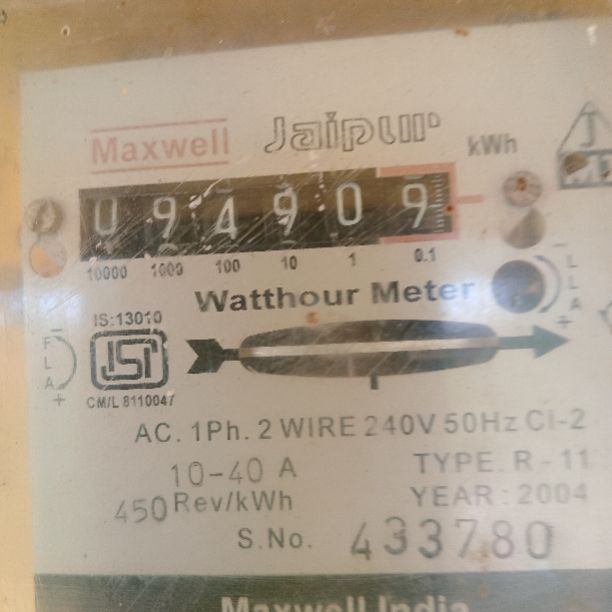 Maxwell Jaipur kWh
0 9 4 9 0 9
10000 1000 100 10 1 0.1
Watthour Meter
IS:13010
ISI
CM/L 8110047
- F L A +
- L L A +
AC. 1Ph. 2 WIRE 240V 50Hz Cl-2
10-40 A TYPE. R-11
450 Rev/kWh YEAR : 2004
S.No. 433780
Maxwell India